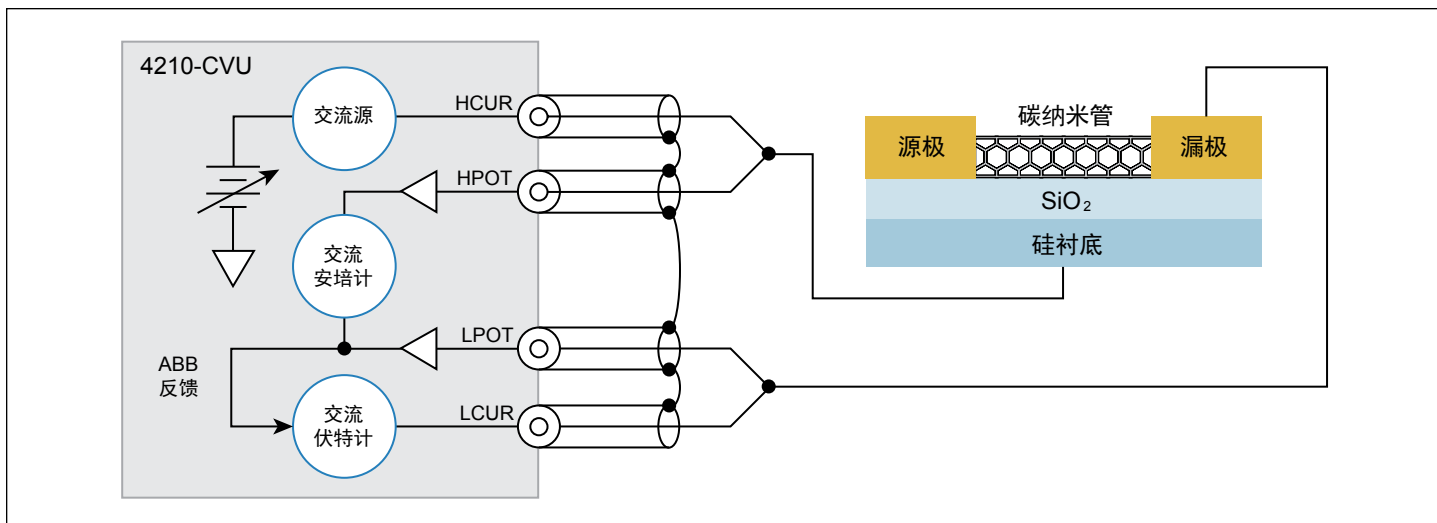 4210-CVU
交流源
HCUR
HPOT
交流
安培计
LPOT
ABB
反馈
交流
伏特计
LCUR
碳纳米管
源极
漏极
SiO₂
硅衬底